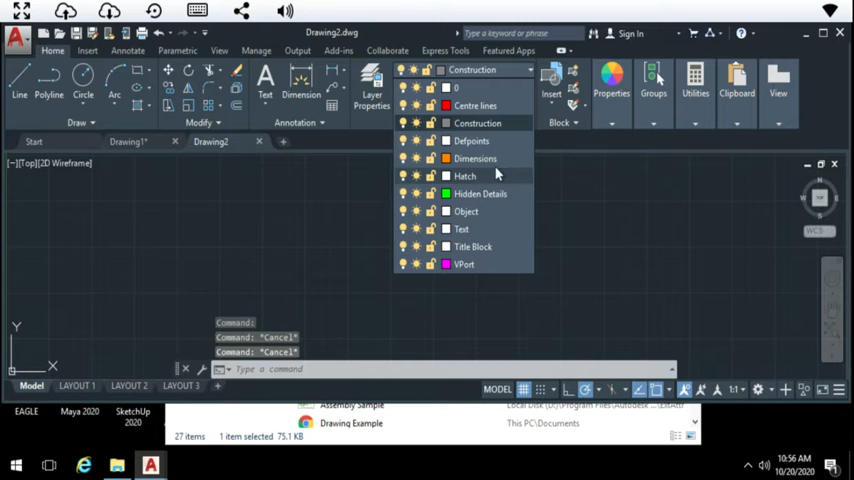 Drawing2.dwg
Type a keyword or phrase
Sign In
Home Insert Annotate Parametric View Manage Output Add-ins Collaborate Express Tools Featured Apps
Construction
Line Polyline Circle Arc Text Dimension Layer Properties Insert Properties Groups Utilities Clipboard View
Draw Modify Annotation Block
0
Centre lines
Construction
Defpoints
Dimensions
Hatch
Hidden Details
Object
Text
Title Block
VPort
Start Drawing1* Drawing2
[−][Top][2D Wireframe]
N
W TOP
S
WCS
Command:
Command: *Cancel*
Command: *Cancel*
Y
X
Type a command
Model LAYOUT 1 LAYOUT 2 LAYOUT 3 + MODEL 1:1
EAGLE Maya 2020 SketchUp 2020
Assembly Sample Local Disk (D:)\Program Files\Autodesk
Drawing Example This PC\Documents
27 items 1 item selected 75.1 KB
10:56 AM
10/20/2020